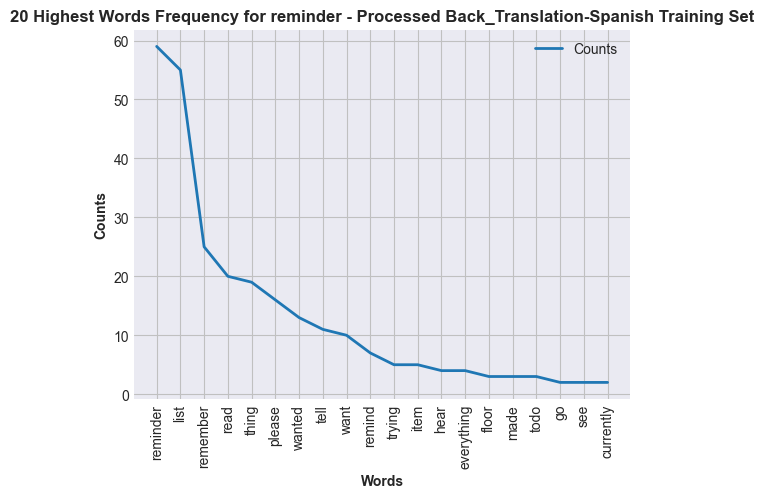 20 Highest Words Frequency for reminder - Processed Back_Translation-Spanish Training Set
Counts
60
50
40
30
20
10
0
Counts
reminder
list
remember
read
thing
please
wanted
tell
want
remind
trying
item
hear
everything
floor
made
todo
go
see
currently
Words